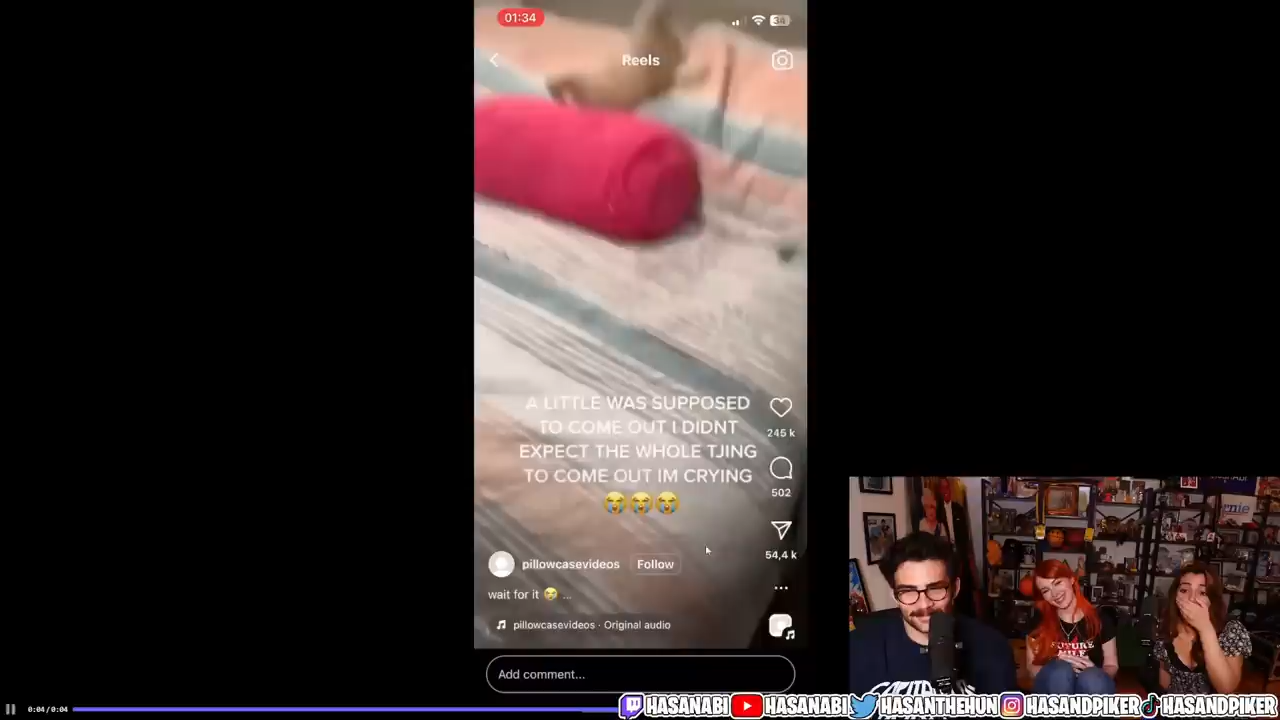 01:34
Reels
A LITTLE WAS SUPPOSED
TO COME OUT I DIDNT
EXPECT THE WHOLE TJING
TO COME OUT IM CRYING
😭😭😭
245 k
502
54,4 k
pillowcasevideos Follow
wait for it 😭 ...
pillowcasevideos · Original audio
Add comment...
FUTURE
MILF
0:04/0:04
HASANABI HASANABI HASANTHEHUN HASANDPIKER HASANDPIKER